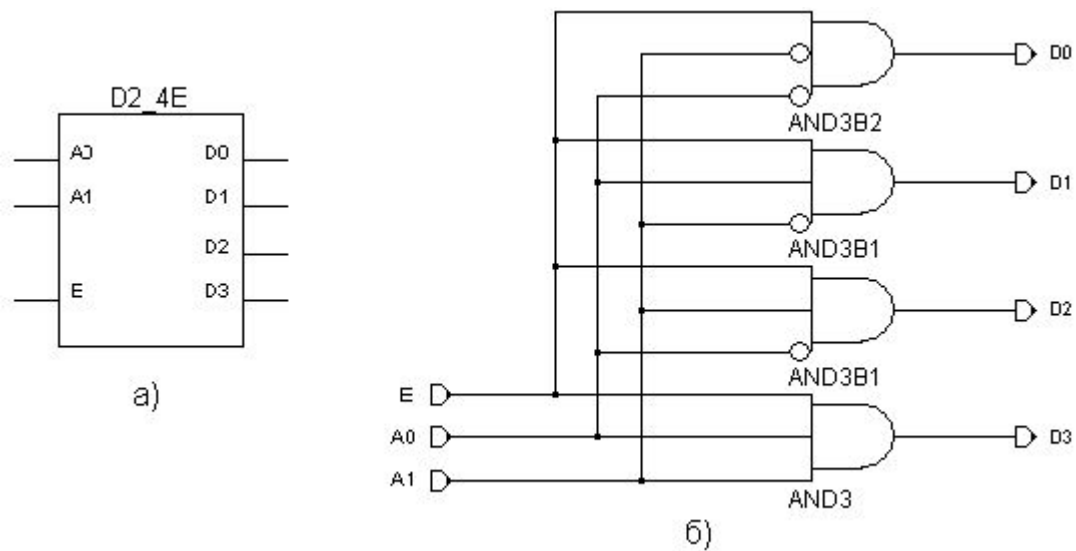 D2_4E
A0 D0
A1 D1
D2
E D3
а)
D0
AND3B2
D1
AND3B1
D2
AND3B1
E
A0
D3
A1
AND3
б)